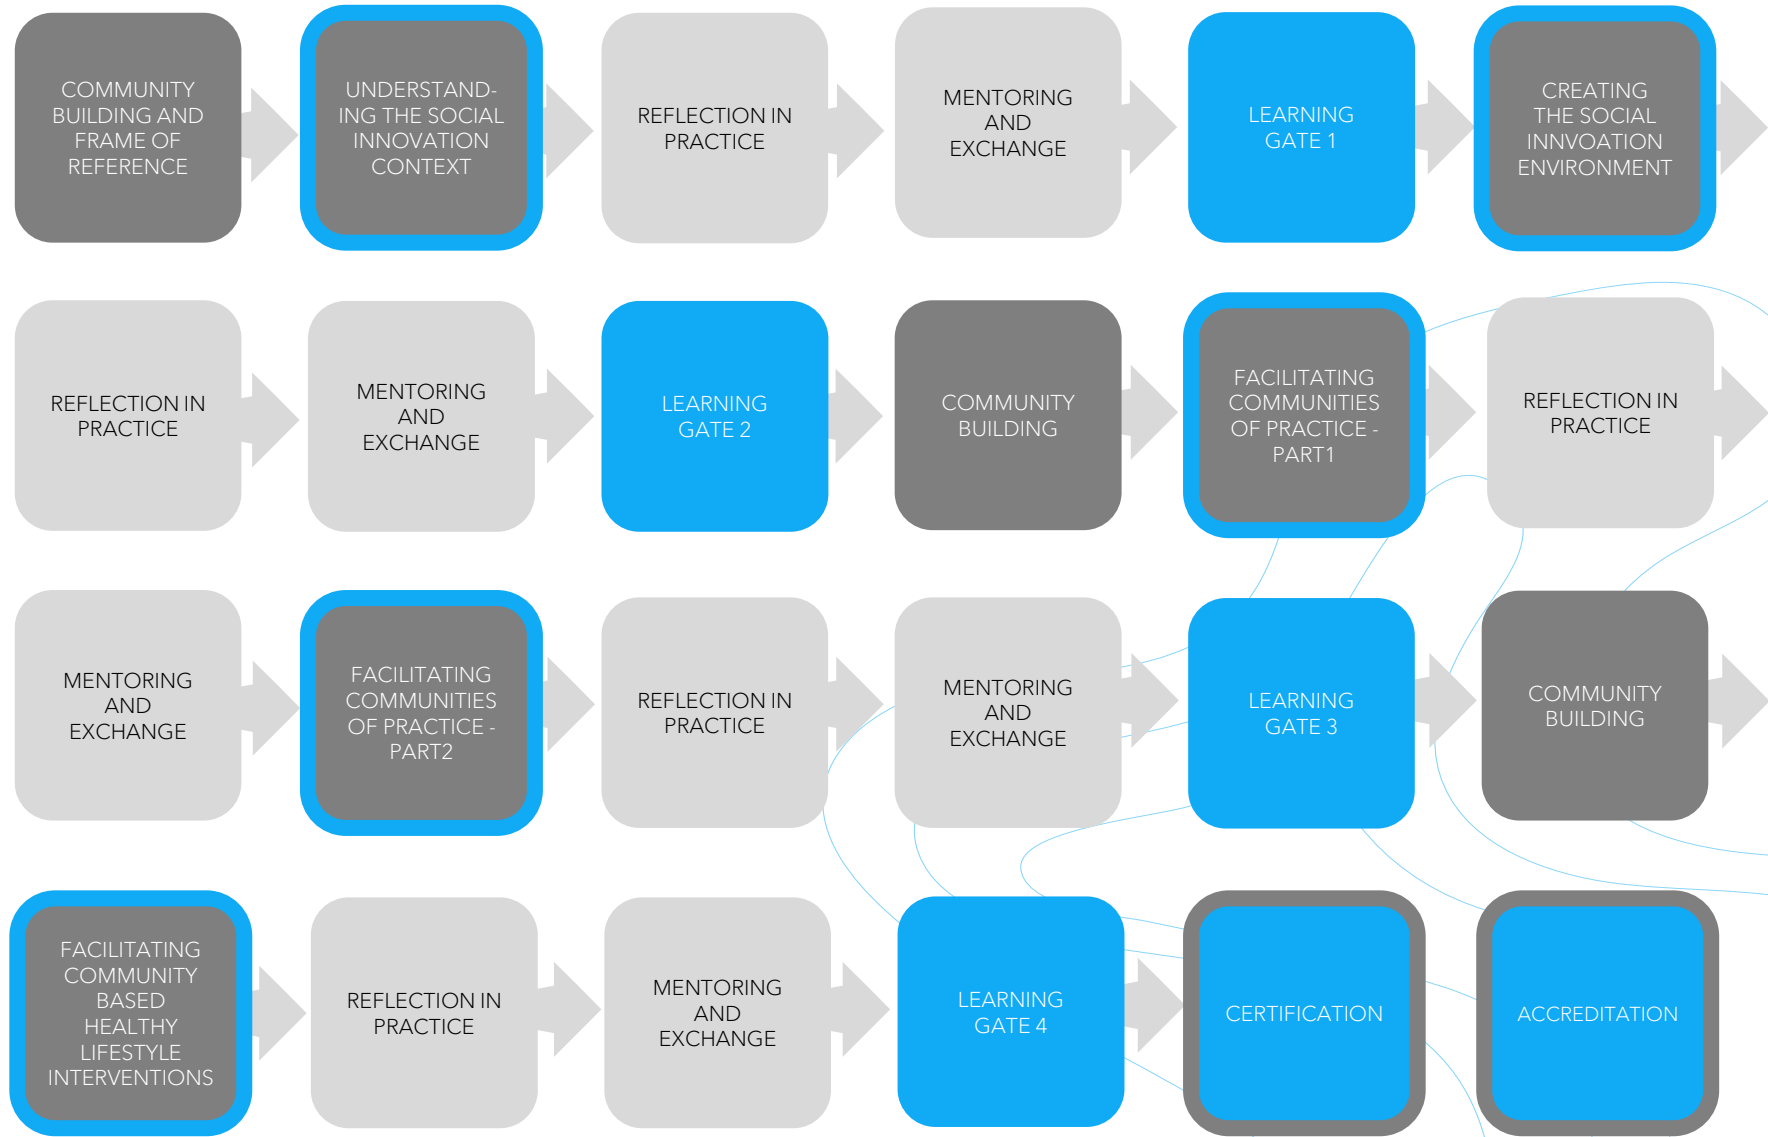 COMMUNITY
BUILDING AND
FRAME OF
REFERENCE
UNDERSTAND-
ING THE SOCIAL
INNOVATION
CONTEXT
REFLECTION IN
PRACTICE
MENTORING
AND
EXCHANGE
LEARNING
GATE 1
CREATING
THE SOCIAL
INNVOATION
ENVIRONMENT
REFLECTION IN
PRACTICE
MENTORING
AND
EXCHANGE
LEARNING
GATE 2
COMMUNITY
BUILDING
FACILITATING
COMMUNITIES
OF PRACTICE -
PART1
REFLECTION IN
PRACTICE
MENTORING
AND
EXCHANGE
FACILITATING
COMMUNITIES
OF PRACTICE -
PART2
REFLECTION IN
PRACTICE
MENTORING
AND
EXCHANGE
LEARNING
GATE 3
COMMUNITY
BUILDING
FACILITATING
COMMUNITY
BASED
HEALTHY
LIFESTYLE
INTERVENTIONS
REFLECTION IN
PRACTICE
MENTORING
AND
EXCHANGE
LEARNING
GATE 4
CERTIFICATION
ACCREDITATION